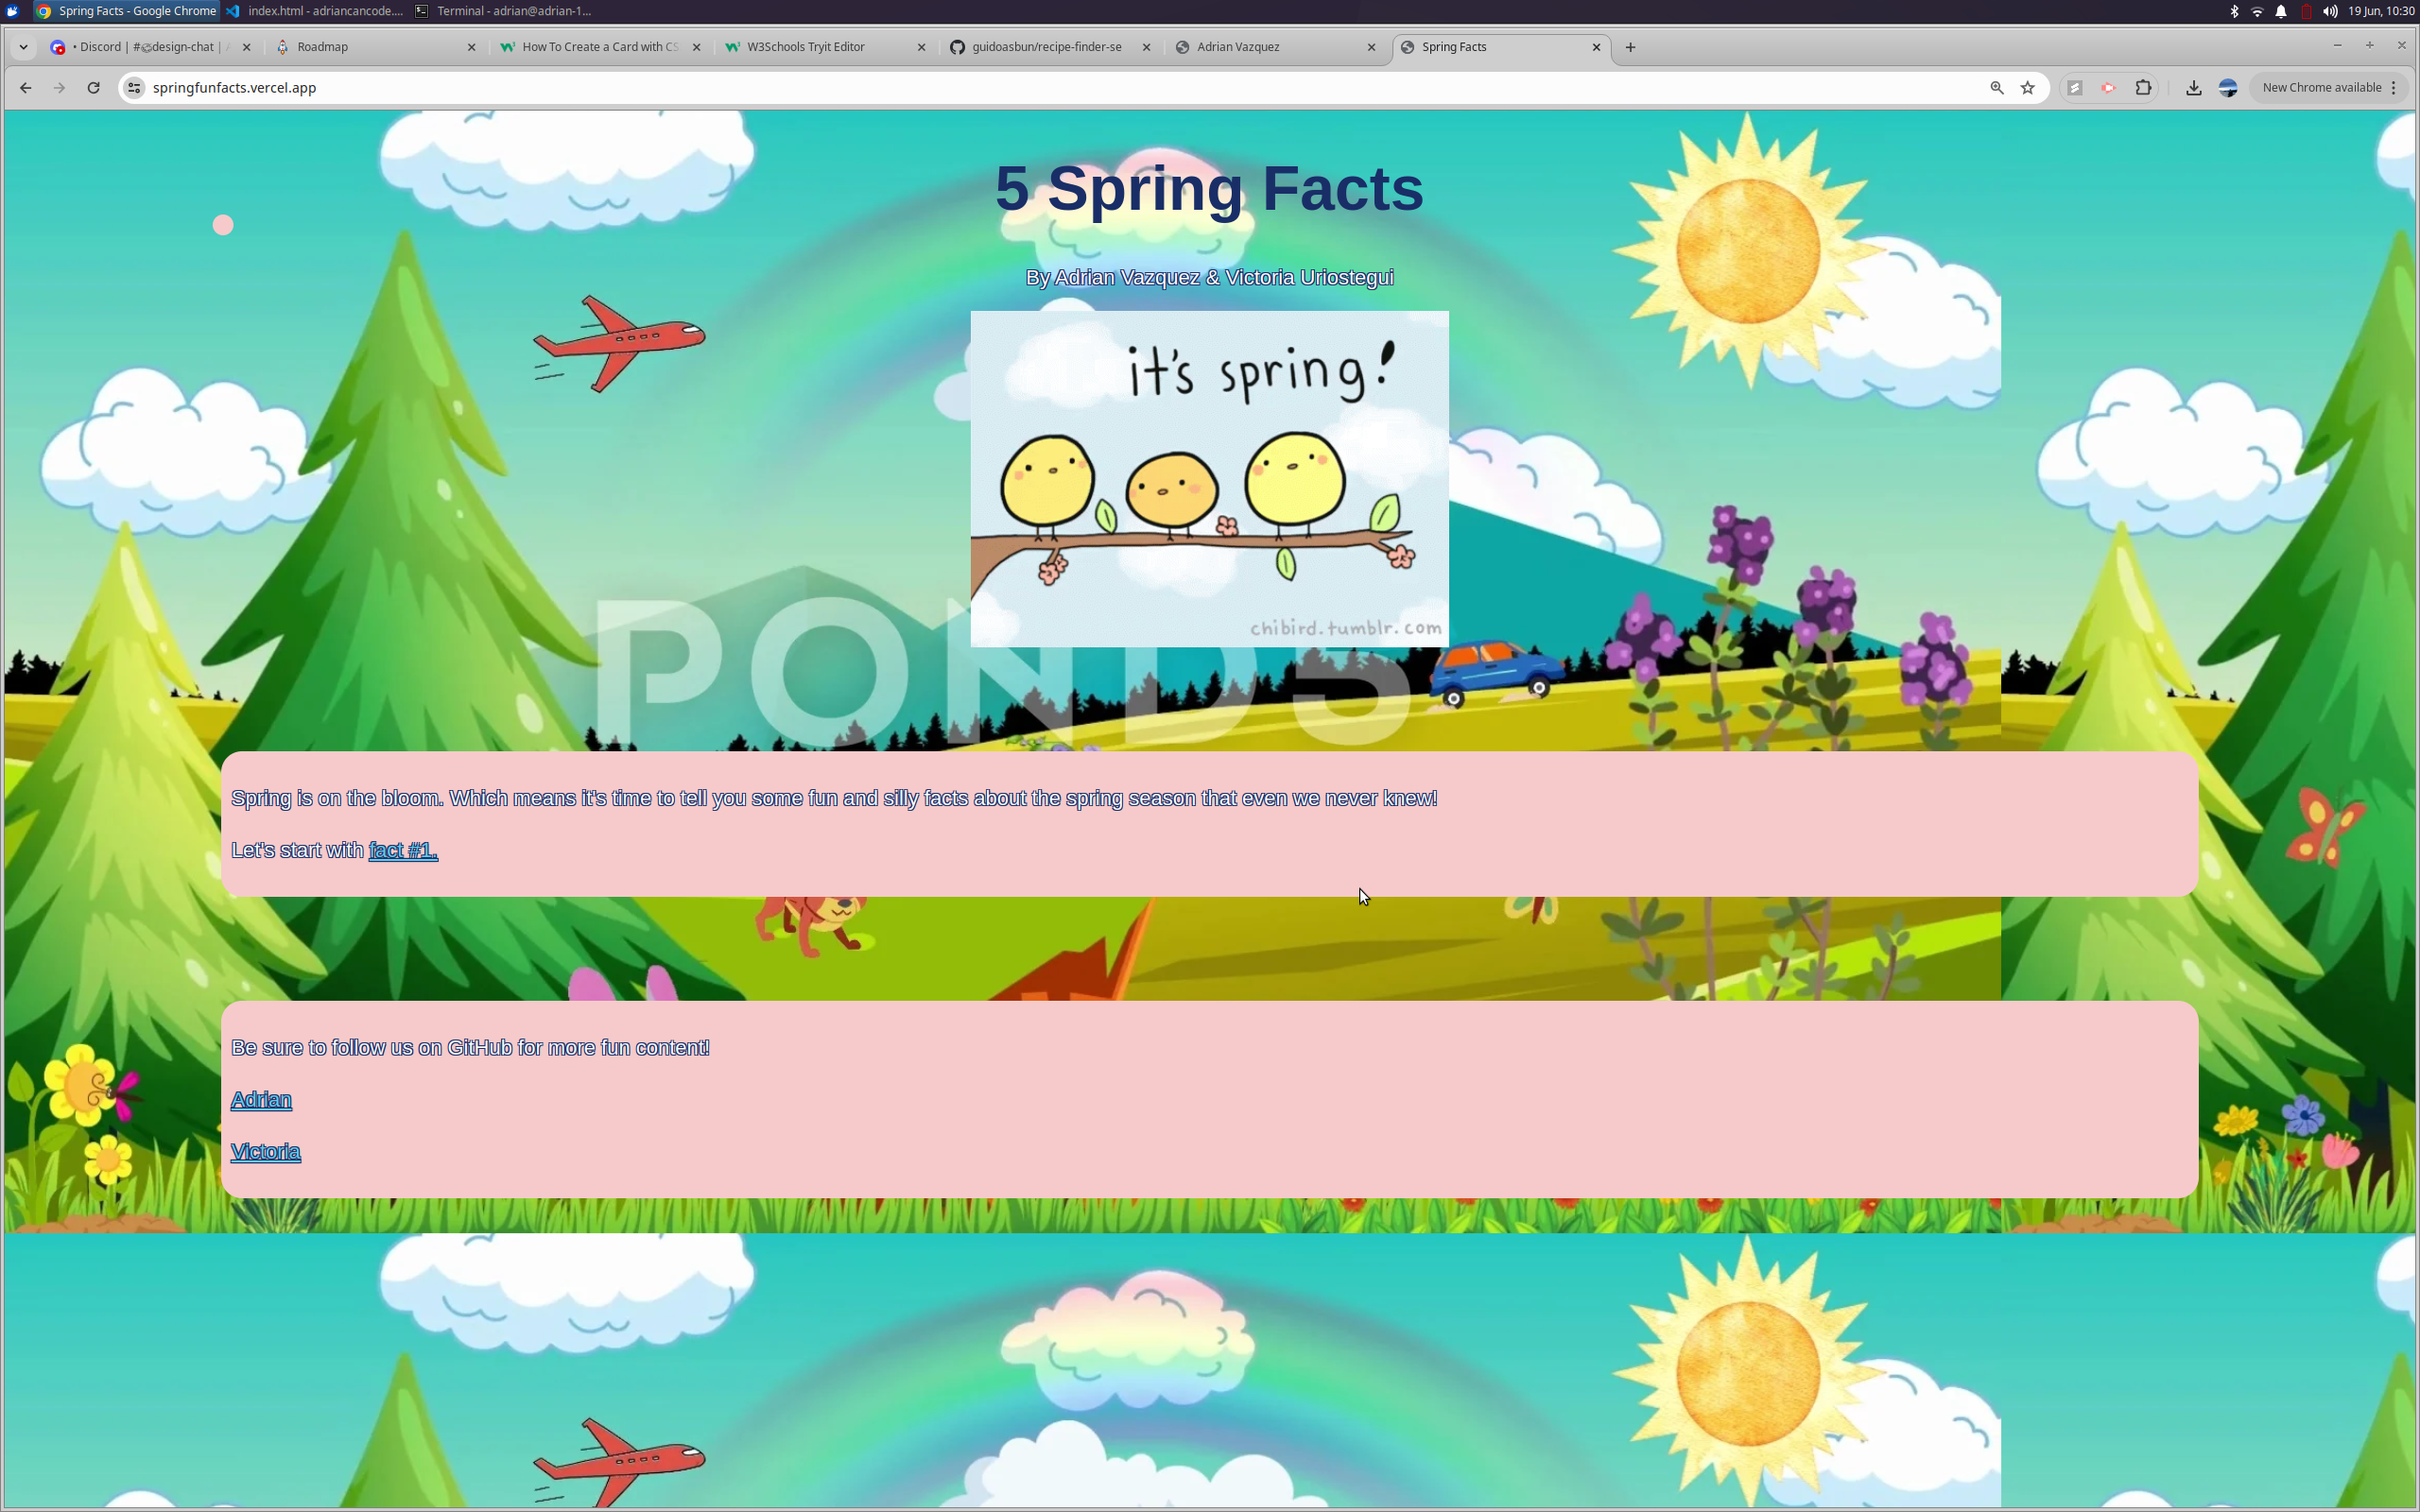 Spring Facts - Google Chrome
index.html - adriancancode....
Terminal - adrian@adrian-1...
19 Jun, 10:30
• Discord | #design-chat |
Roadmap
How To Create a Card with CS
W3Schools Tryit Editor
guidoasbun/recipe-finder-se
Adrian Vazquez
Spring Facts
springfunfacts.vercel.app
New Chrome available
5 Spring Facts
By Adrian Vazquez & Victoria Uriostegui
it's spring!
chibird.tumblr.com
POND5
Spring is on the bloom. Which means it's time to tell you some fun and silly facts about the spring season that even we never knew!
Let's start with fact #1.
Be sure to follow us on GitHub for more fun content!
Adrian
Victoria